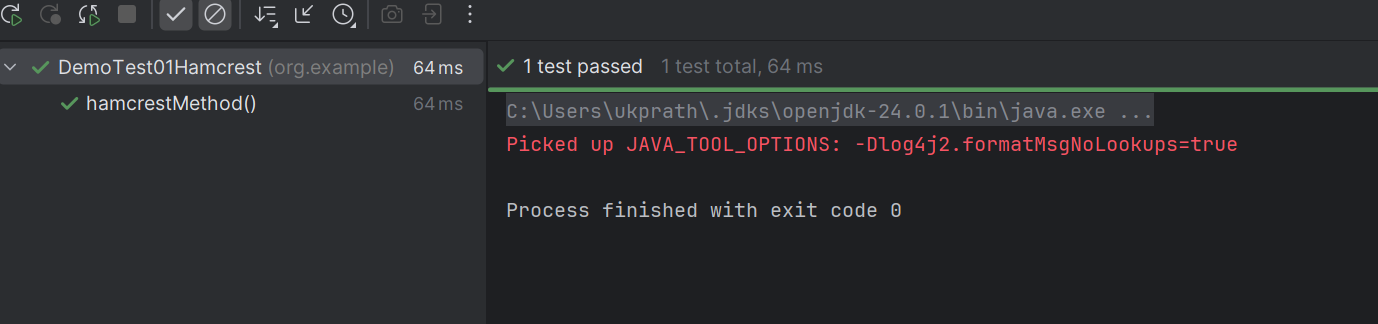 DemoTest01Hamcrest (org.example) 64 ms
hamcrestMethod() 64 ms
1 test passed 1 test total, 64 ms
C:\Users\ukprath\.jdks\openjdk-24.0.1\bin\java.exe ...
Picked up JAVA_TOOL_OPTIONS: -Dlog4j2.formatMsgNoLookups=true
Process finished with exit code 0